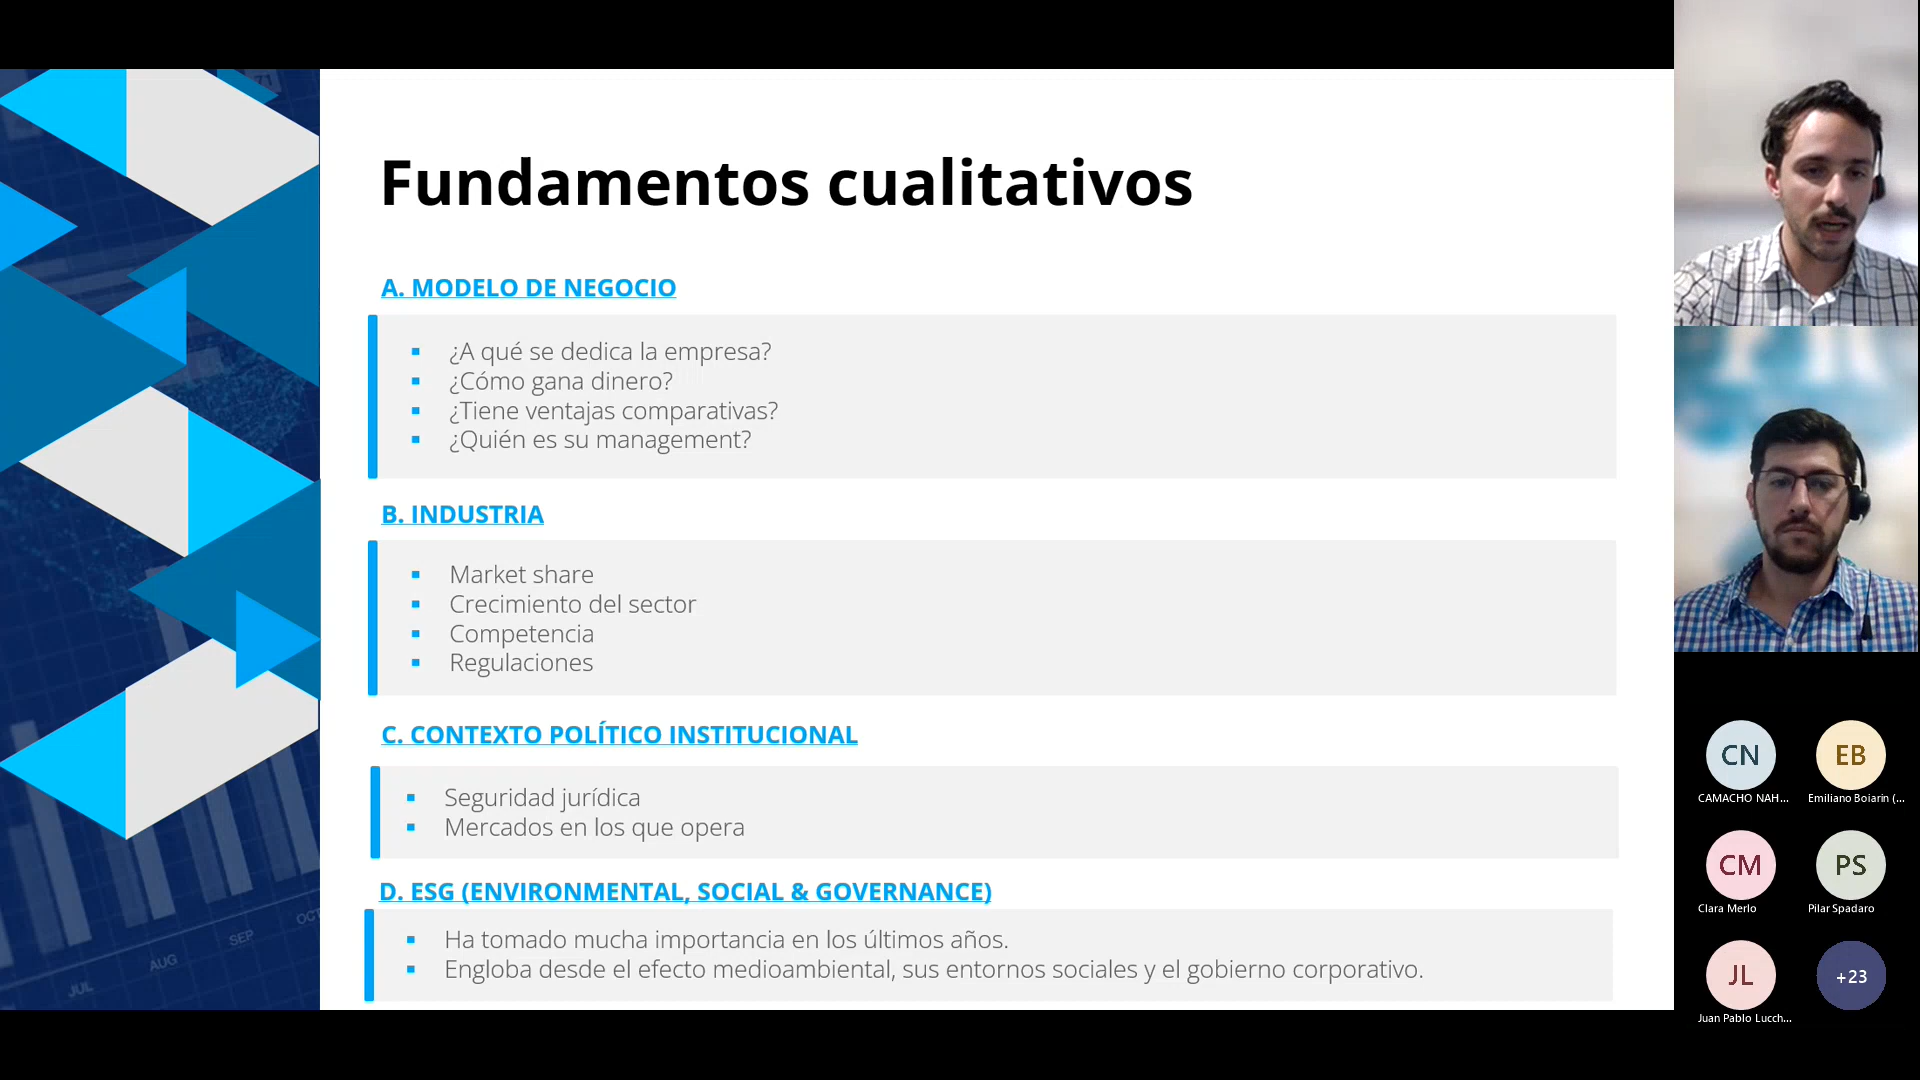 Fundamentos cualitativos
A. MODELO DE NEGOCIO
¿A qué se dedica la empresa?
¿Cómo gana dinero?
¿Tiene ventajas comparativas?
¿Quién es su management?
B. INDUSTRIA
Market share
Crecimiento del sector
Competencia
Regulaciones
C. CONTEXTO POLÍTICO INSTITUCIONAL
Seguridad jurídica
Mercados en los que opera
D. ESG (ENVIRONMENTAL, SOCIAL & GOVERNANCE)
Ha tomado mucha importancia en los últimos años.
Engloba desde el efecto medioambiental, sus entornos sociales y el gobierno corporativo.
JUL
AUG
SEP
OCT
CN
CAMACHO NAH...
EB
Emiliano Boiarin (...
CM
Clara Merlo
PS
Pilar Spadaro
JL
Juan Pablo Lucch...
+23